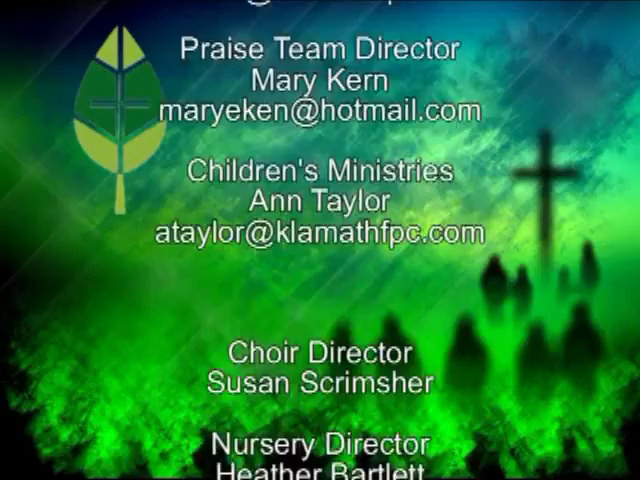 Praise Team Director
Mary Kern
maryeken@hotmail.com
Children's Ministries
Ann Taylor
ataylor@klamathfpc.com
Choir Director
Susan Scrimsher
Nursery Director
Heather Bartlett